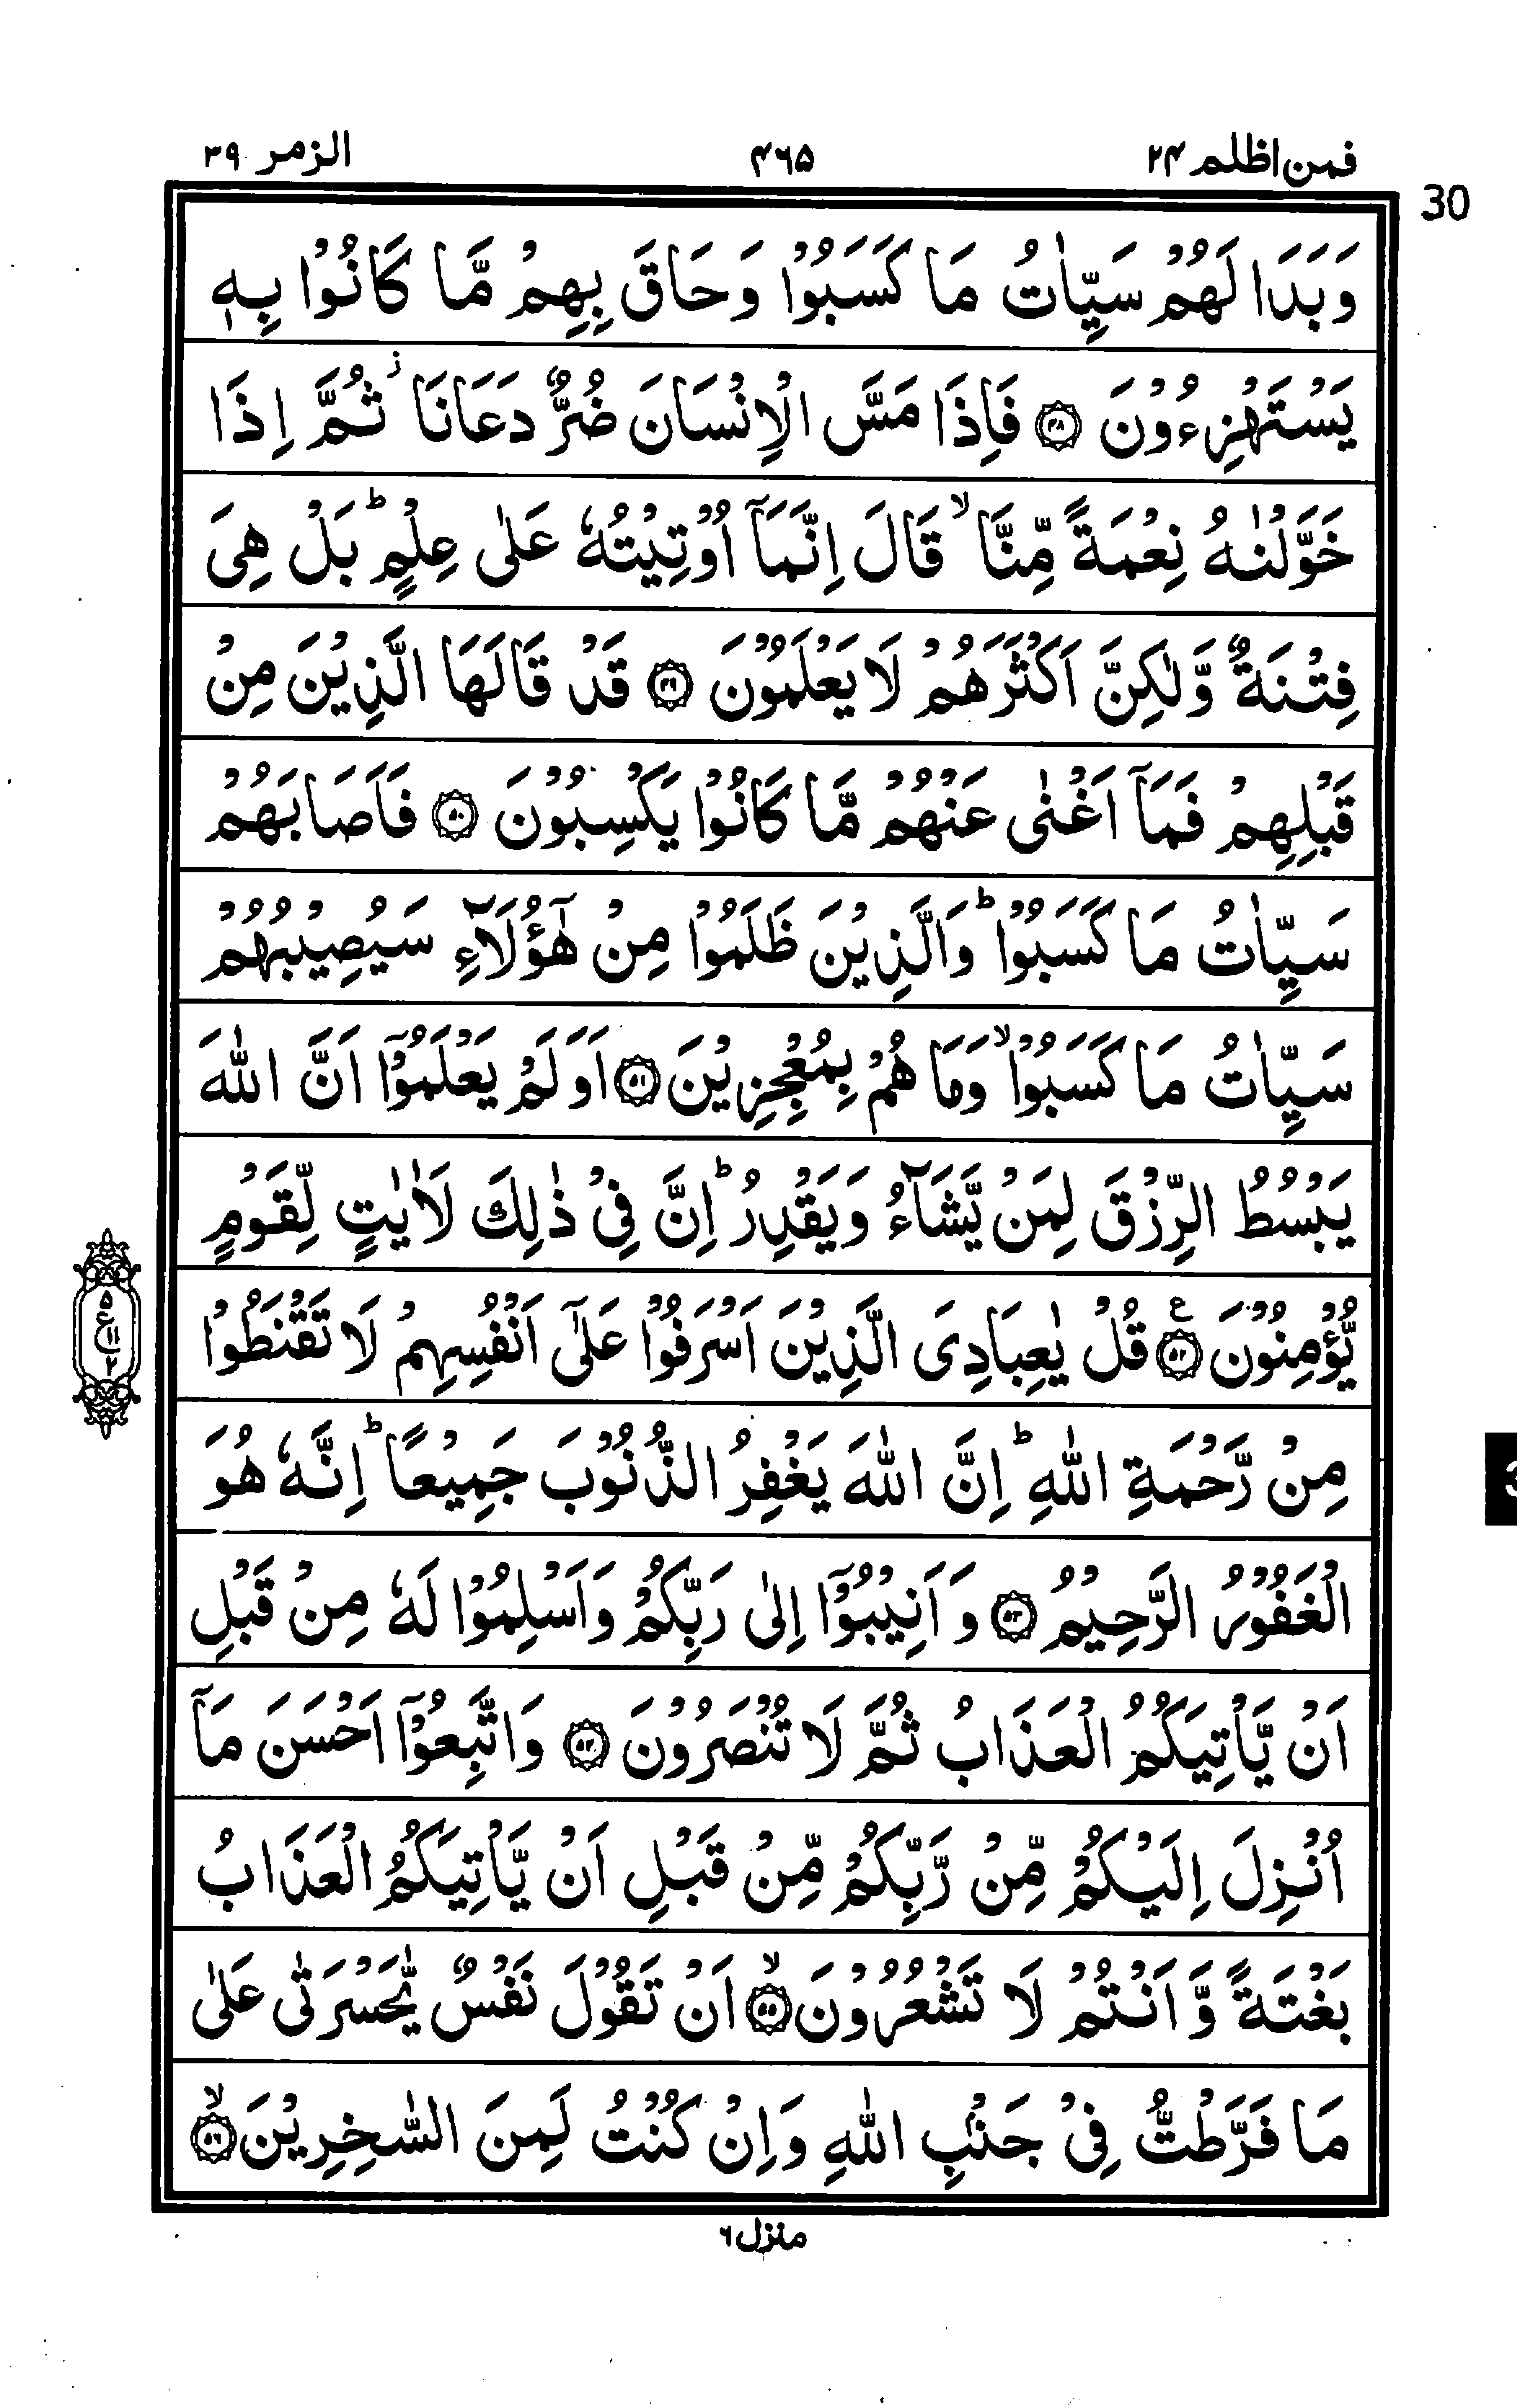 فمن اظلم ۲۴
۴۶۵
الزمر ۳۹
30
وَبَدَا لَهُمْ سَيِّاٰتُ مَا كَسَبُوْا وَحَاقَ بِهِمْ مَّا كَانُوْا بِهٖ
يَسْتَهْزِءُوْنَ ﴿۴۸﴾ فَاِذَا مَسَّ الْاِنْسَانَ ضُرٌّ دَعَانَا ؗ ثُمَّ اِذَا
خَوَّلْنٰهُ نِعْمَةً مِّنَّا ۙ قَالَ اِنَّمَاۤ اُوْتِيْتُهٗ عَلٰى عِلْمٍ ؕ بَلْ هِىَ
فِتْنَةٌ وَّلٰكِنَّ اَكْثَرَهُمْ لَا يَعْلَمُوْنَ ﴿۴۹﴾ قَدْ قَالَهَا الَّذِيْنَ مِنْ
قَبْلِهِمْ فَمَاۤ اَغْنٰى عَنْهُمْ مَّا كَانُوْا يَكْسِبُوْنَ ﴿۵۰﴾ فَاَصَابَهُمْ
سَيِّاٰتُ مَا كَسَبُوْا ؕ وَالَّذِيْنَ ظَلَمُوْا مِنْ هٰۤؤُلَآءِ سَيُصِيْبُهُمْ
سَيِّاٰتُ مَا كَسَبُوْا ۙ وَمَا هُمْ بِمُعْجِزِيْنَ ﴿۵۱﴾ اَوَلَمْ يَعْلَمُوْۤا اَنَّ اللّٰهَ
يَبْسُطُ الرِّزْقَ لِمَنْ يَّشَآءُ وَيَقْدِرُ ؕ اِنَّ فِىْ ذٰلِكَ لَاٰيٰتٍ لِّقَوْمٍ
يُّؤْمِنُوْنَ ﴿۵۲﴾ ع قُلْ يٰعِبَادِىَ الَّذِيْنَ اَسْرَفُوْا عَلٰۤى اَنْفُسِهِمْ لَا تَقْنَطُوْا
۵ ع ۱۱ ۲
مِنْ رَّحْمَةِ اللّٰهِ ؕ اِنَّ اللّٰهَ يَغْفِرُ الذُّنُوْبَ جَمِيْعًا ؕ اِنَّهٗ هُوَ
الْغَفُوْرُ الرَّحِيْمُ ﴿۵۳﴾ وَاَنِيْبُوْۤا اِلٰى رَبِّكُمْ وَاَسْلِمُوْا لَهٗ مِنْ قَبْلِ
اَنْ يَّاْتِيَكُمُ الْعَذَابُ ثُمَّ لَا تُنْصَرُوْنَ ﴿۵۴﴾ وَاتَّبِعُوْۤا اَحْسَنَ مَاۤ
اُنْزِلَ اِلَيْكُمْ مِّنْ رَّبِّكُمْ مِّنْ قَبْلِ اَنْ يَّاْتِيَكُمُ الْعَذَابُ
بَغْتَةً وَّاَنْتُمْ لَا تَشْعُرُوْنَ ﴿۵۵﴾ ۙ اَنْ تَقُوْلَ نَفْسٌ يّٰحَسْرَتٰى عَلٰى
مَا فَرَّطْتُّ فِىْ جَنْۢبِ اللّٰهِ وَاِنْ كُنْتُ لَمِنَ السّٰخِرِيْنَ ﴿۵۶﴾ ۙ
منزل ۶